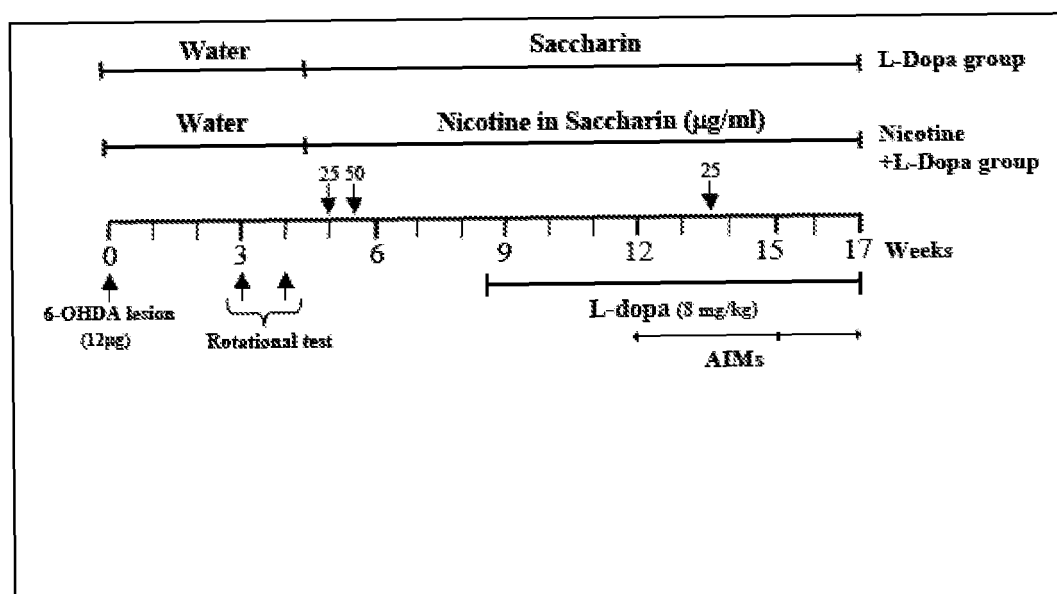 Water Saccharin L-Dopa group
Water Nicotine in Saccharin (µg/ml) Nicotine
+L-Dopa group
25 50 25
0 3 6 9 12 15 17 Weeks
6-OHDA lesion
(12µg)
Rotational test
L-dopa (8 mg/kg)
AIMs